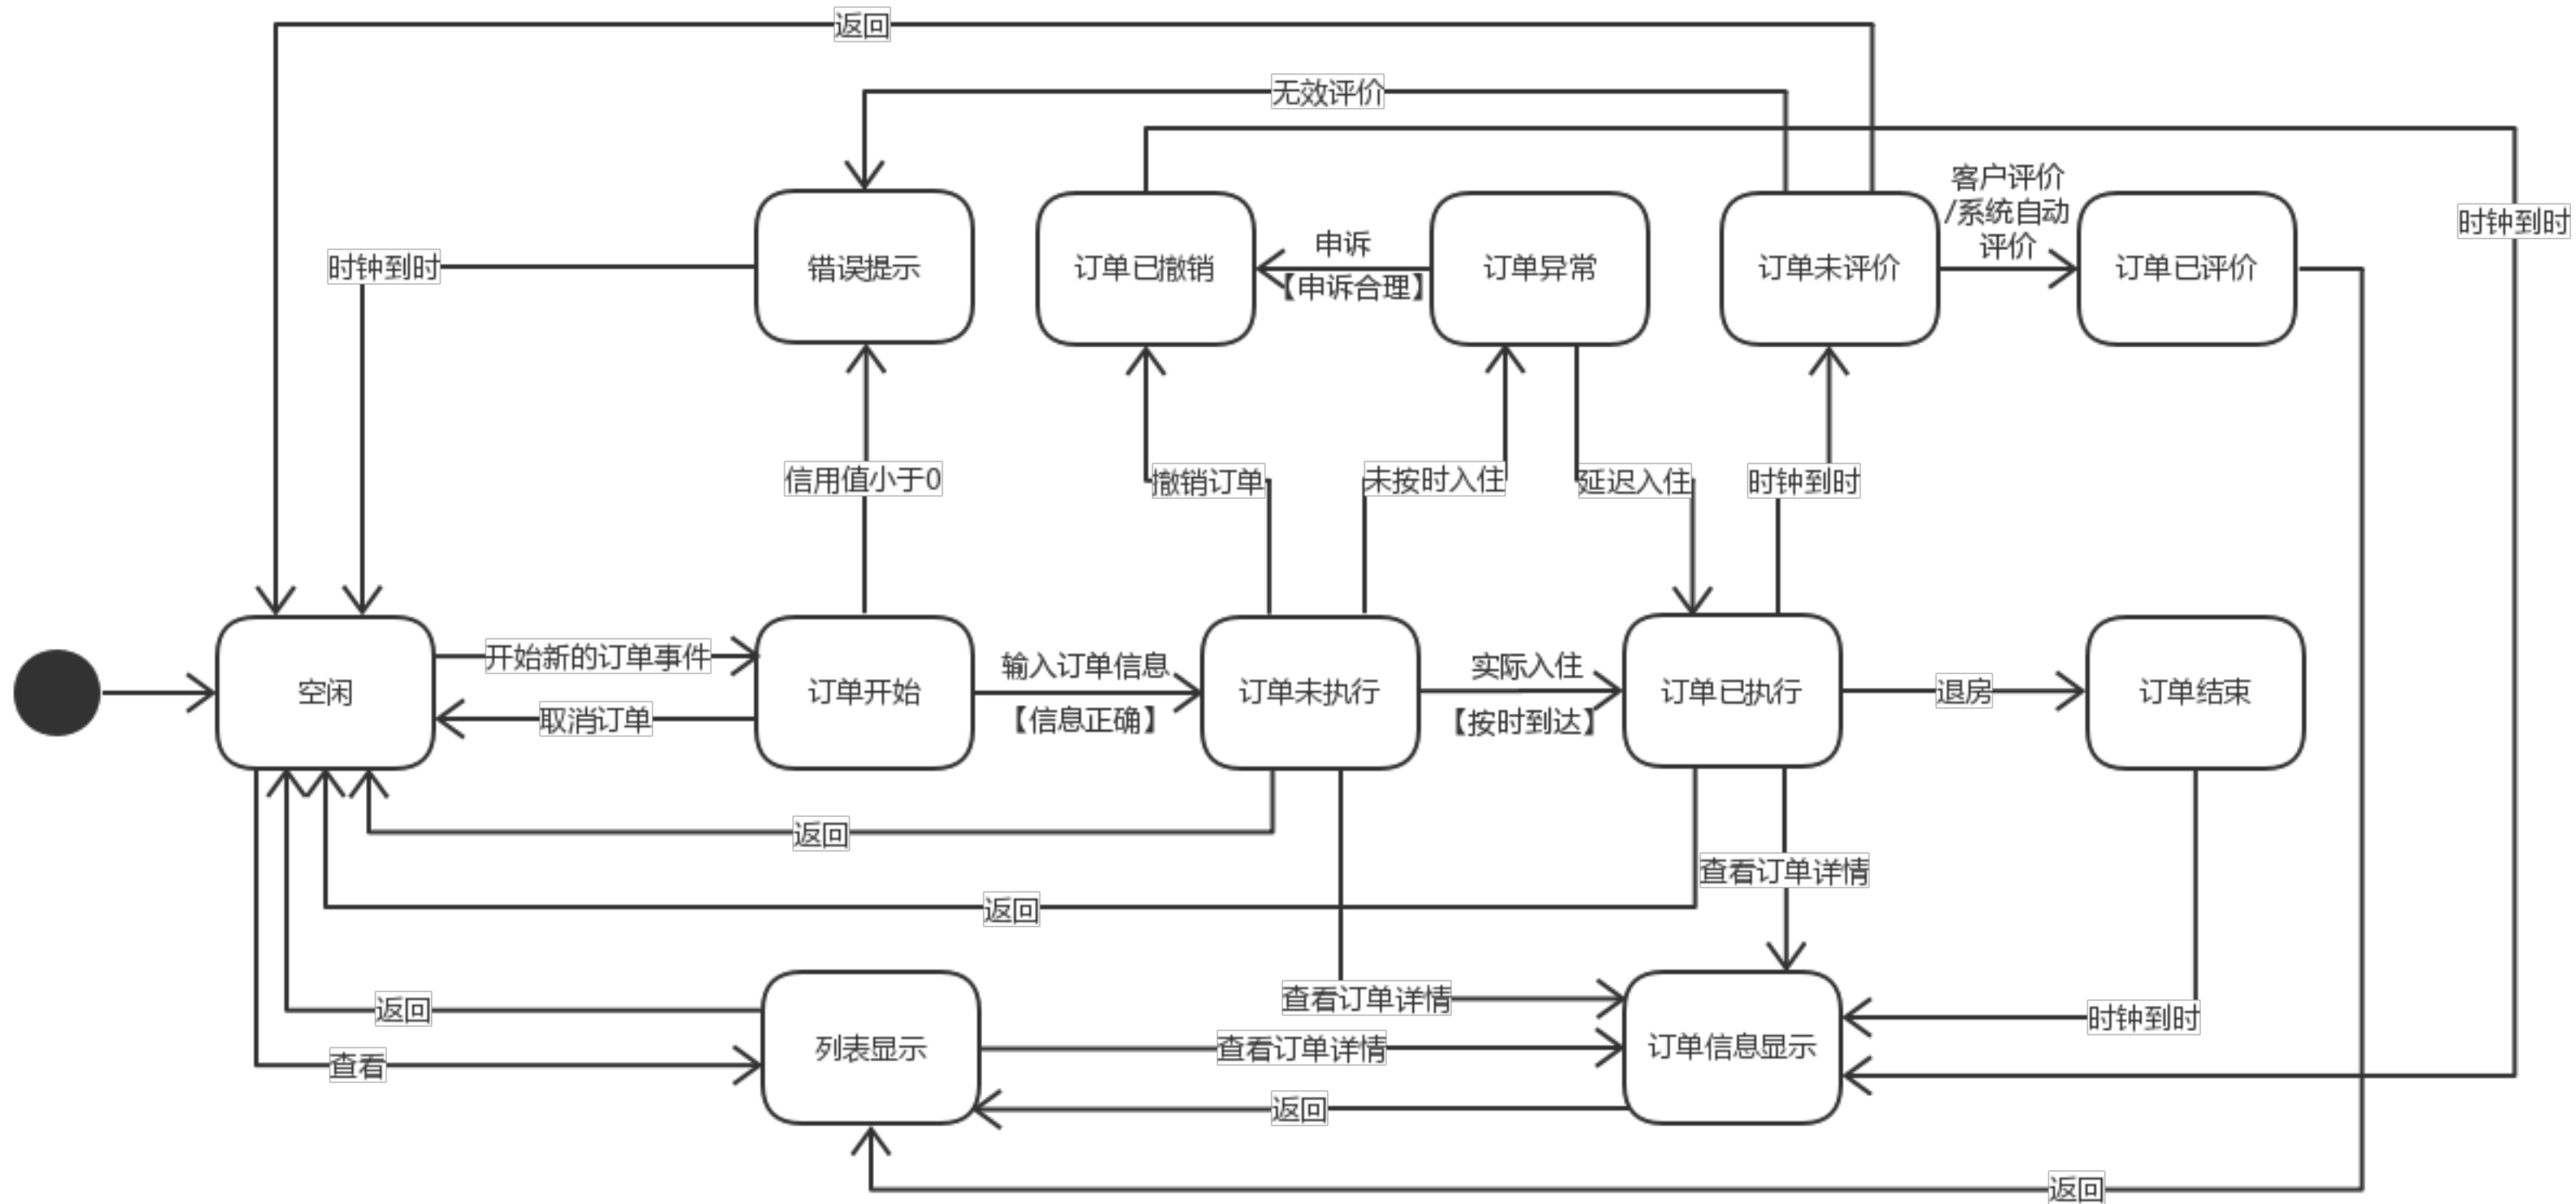 返回
无效评价
客户评价
/系统自动
评价
时钟到时
申诉
【申诉合理】
时钟到时
错误提示
订单已撤销
订单异常
订单未评价
订单已评价
信用值小于0
撤销订单
未按时入住
延迟入住
时钟到时
开始新的订单事件
取消订单
输入订单信息
【信息正确】
实际入住
【按时到达】
退房
空闲
订单开始
订单未执行
订单已执行
订单结束
返回
查看订单详情
返回
返回
查看订单详情
时钟到时
查看
列表显示
查看订单详情
订单信息显示
返回
返回